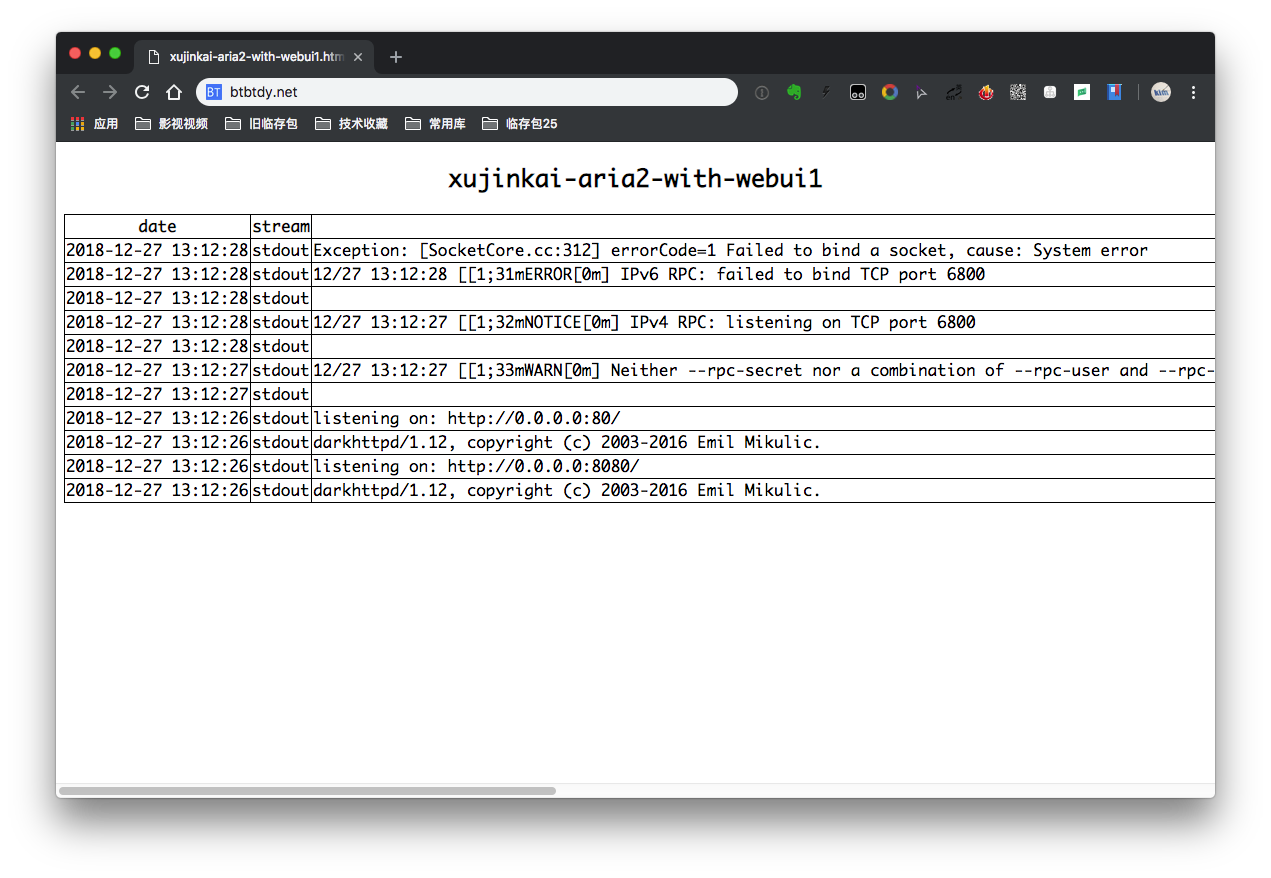 xujinkai-aria2-with-webui1.htm
BT btbtdy.net
应用 影视视频 旧临存包 技术收藏 常用库 临存包25
xujinkai-aria2-with-webui1
date stream
2018-12-27 13:12:28 stdout Exception: [SocketCore.cc:312] errorCode=1 Failed to bind a socket, cause: System error
2018-12-27 13:12:28 stdout 12/27 13:12:28 [[1;31mERROR[0m] IPv6 RPC: failed to bind TCP port 6800
2018-12-27 13:12:28 stdout
2018-12-27 13:12:28 stdout 12/27 13:12:27 [[1;32mNOTICE[0m] IPv4 RPC: listening on TCP port 6800
2018-12-27 13:12:28 stdout
2018-12-27 13:12:27 stdout 12/27 13:12:27 [[1;33mWARN[0m] Neither --rpc-secret nor a combination of --rpc-user and --rpc-
2018-12-27 13:12:27 stdout
2018-12-27 13:12:26 stdout listening on: http://0.0.0.0:80/
2018-12-27 13:12:26 stdout darkhttpd/1.12, copyright (c) 2003-2016 Emil Mikulic.
2018-12-27 13:12:26 stdout listening on: http://0.0.0.0:8080/
2018-12-27 13:12:26 stdout darkhttpd/1.12, copyright (c) 2003-2016 Emil Mikulic.